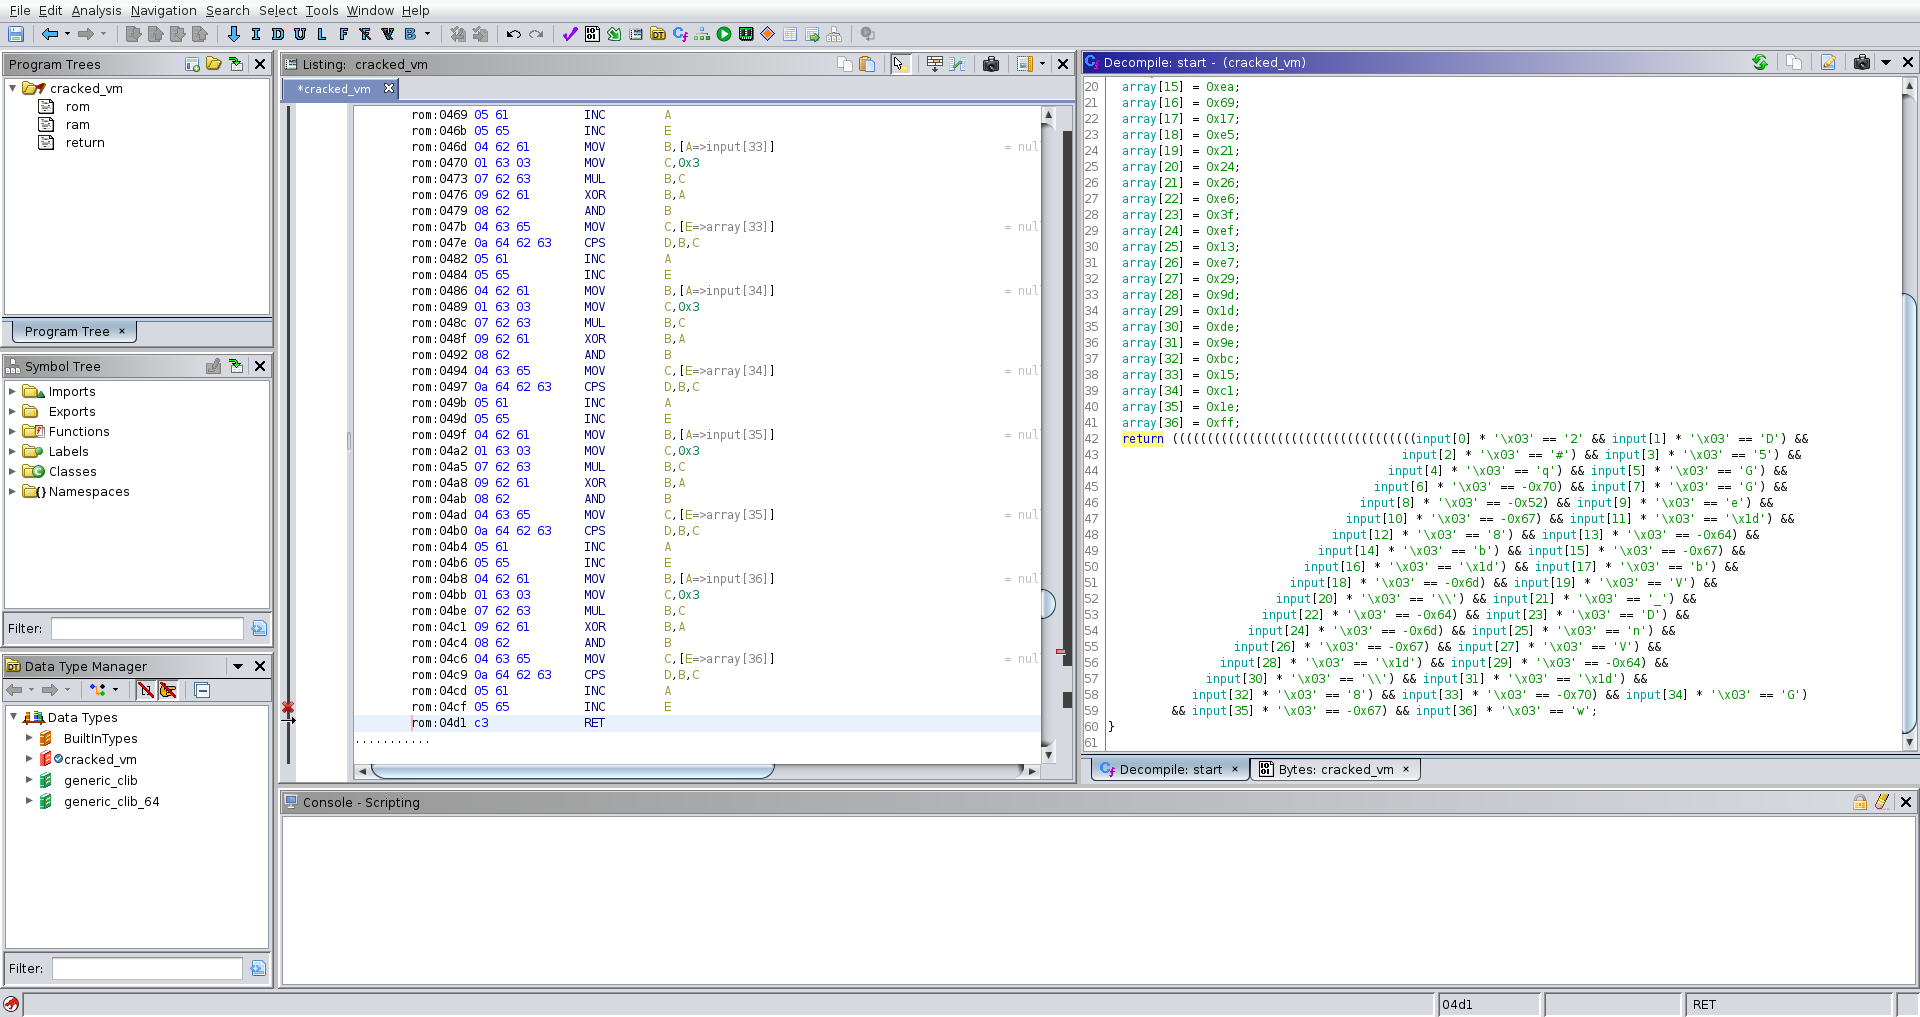 File Edit Analysis Navigation Search Select Tools Window Help
I D U L F B
Program Trees
cracked_vm
rom
ram
return
Program Tree ×
Symbol Tree
Imports
Exports
Functions
Labels
Classes
Namespaces
Filter:
Data Type Manager
Data Types
BuiltInTypes
cracked_vm
generic_clib
generic_clib_64
Filter:
Listing: cracked_vm
*cracked_vm
rom:0469 05 61 INC A
rom:046b 05 65 INC E
rom:046d 04 62 61 MOV B,[A=>input[33]] = nul
rom:0470 01 63 03 MOV C,0x3
rom:0473 07 62 63 MUL B,C
rom:0476 09 62 61 XOR B,A
rom:0479 08 62 AND B
rom:047b 04 63 65 MOV C,[E=>array[33]] = nul
rom:047e 0a 64 62 63 CPS D,B,C
rom:0482 05 61 INC A
rom:0484 05 65 INC E
rom:0486 04 62 61 MOV B,[A=>input[34]] = nul
rom:0489 01 63 03 MOV C,0x3
rom:048c 07 62 63 MUL B,C
rom:048f 09 62 61 XOR B,A
rom:0492 08 62 AND B
rom:0494 04 63 65 MOV C,[E=>array[34]] = nul
rom:0497 0a 64 62 63 CPS D,B,C
rom:049b 05 61 INC A
rom:049d 05 65 INC E
rom:049f 04 62 61 MOV B,[A=>input[35]] = nul
rom:04a2 01 63 03 MOV C,0x3
rom:04a5 07 62 63 MUL B,C
rom:04a8 09 62 61 XOR B,A
rom:04ab 08 62 AND B
rom:04ad 04 63 65 MOV C,[E=>array[35]] = nul
rom:04b0 0a 64 62 63 CPS D,B,C
rom:04b4 05 61 INC A
rom:04b6 05 65 INC E
rom:04b8 04 62 61 MOV B,[A=>input[36]] = nul
rom:04bb 01 63 03 MOV C,0x3
rom:04be 07 62 63 MUL B,C
rom:04c1 09 62 61 XOR B,A
rom:04c4 08 62 AND B
rom:04c6 04 63 65 MOV C,[E=>array[36]] = nul
rom:04c9 0a 64 62 63 CPS D,B,C
rom:04cd 05 61 INC A
rom:04cf 05 65 INC E
rom:04d1 c3 RET
...........
Decompile: start - (cracked_vm)
20 array[15] = 0xea;
21 array[16] = 0x69;
22 array[17] = 0x17;
23 array[18] = 0xe5;
24 array[19] = 0x21;
25 array[20] = 0x24;
26 array[21] = 0x26;
27 array[22] = 0xe6;
28 array[23] = 0x3f;
29 array[24] = 0xef;
30 array[25] = 0x13;
31 array[26] = 0xe7;
32 array[27] = 0x29;
33 array[28] = 0x9d;
34 array[29] = 0x1d;
35 array[30] = 0xde;
36 array[31] = 0x9e;
37 array[32] = 0xbc;
38 array[33] = 0x15;
39 array[34] = 0xc1;
40 array[35] = 0x1e;
41 array[36] = 0xff;
42 return (((((((((((((((((((((((((((((((((((input[0] * '\x03' == '2' && input[1] * '\x03' == 'D') &&
43 input[2] * '\x03' == '#') && input[3] * '\x03' == '5') &&
44 input[4] * '\x03' == 'q') && input[5] * '\x03' == 'G') &&
45 input[6] * '\x03' == -0x70) && input[7] * '\x03' == 'G') &&
46 input[8] * '\x03' == -0x52) && input[9] * '\x03' == 'e') &&
47 input[10] * '\x03' == -0x67) && input[11] * '\x03' == '\x1d') &&
48 input[12] * '\x03' == '8') && input[13] * '\x03' == -0x64) &&
49 input[14] * '\x03' == 'b') && input[15] * '\x03' == -0x67) &&
50 input[16] * '\x03' == '\x1d') && input[17] * '\x03' == 'b') &&
51 input[18] * '\x03' == -0x6d) && input[19] * '\x03' == 'V') &&
52 input[20] * '\x03' == '\\') && input[21] * '\x03' == '_') &&
53 input[22] * '\x03' == -0x64) && input[23] * '\x03' == 'D') &&
54 input[24] * '\x03' == -0x6d) && input[25] * '\x03' == 'n') &&
55 input[26] * '\x03' == -0x67) && input[27] * '\x03' == 'V') &&
56 input[28] * '\x03' == '\x1d') && input[29] * '\x03' == -0x64) &&
57 input[30] * '\x03' == '\\') && input[31] * '\x03' == '\x1d') &&
58 input[32] * '\x03' == '8') && input[33] * '\x03' == -0x70) && input[34] * '\x03' == 'G')
59 && input[35] * '\x03' == -0x67) && input[36] * '\x03' == 'w';
60 }
61
Decompile: start × Bytes: cracked_vm ×
Console - Scripting
04d1 RET